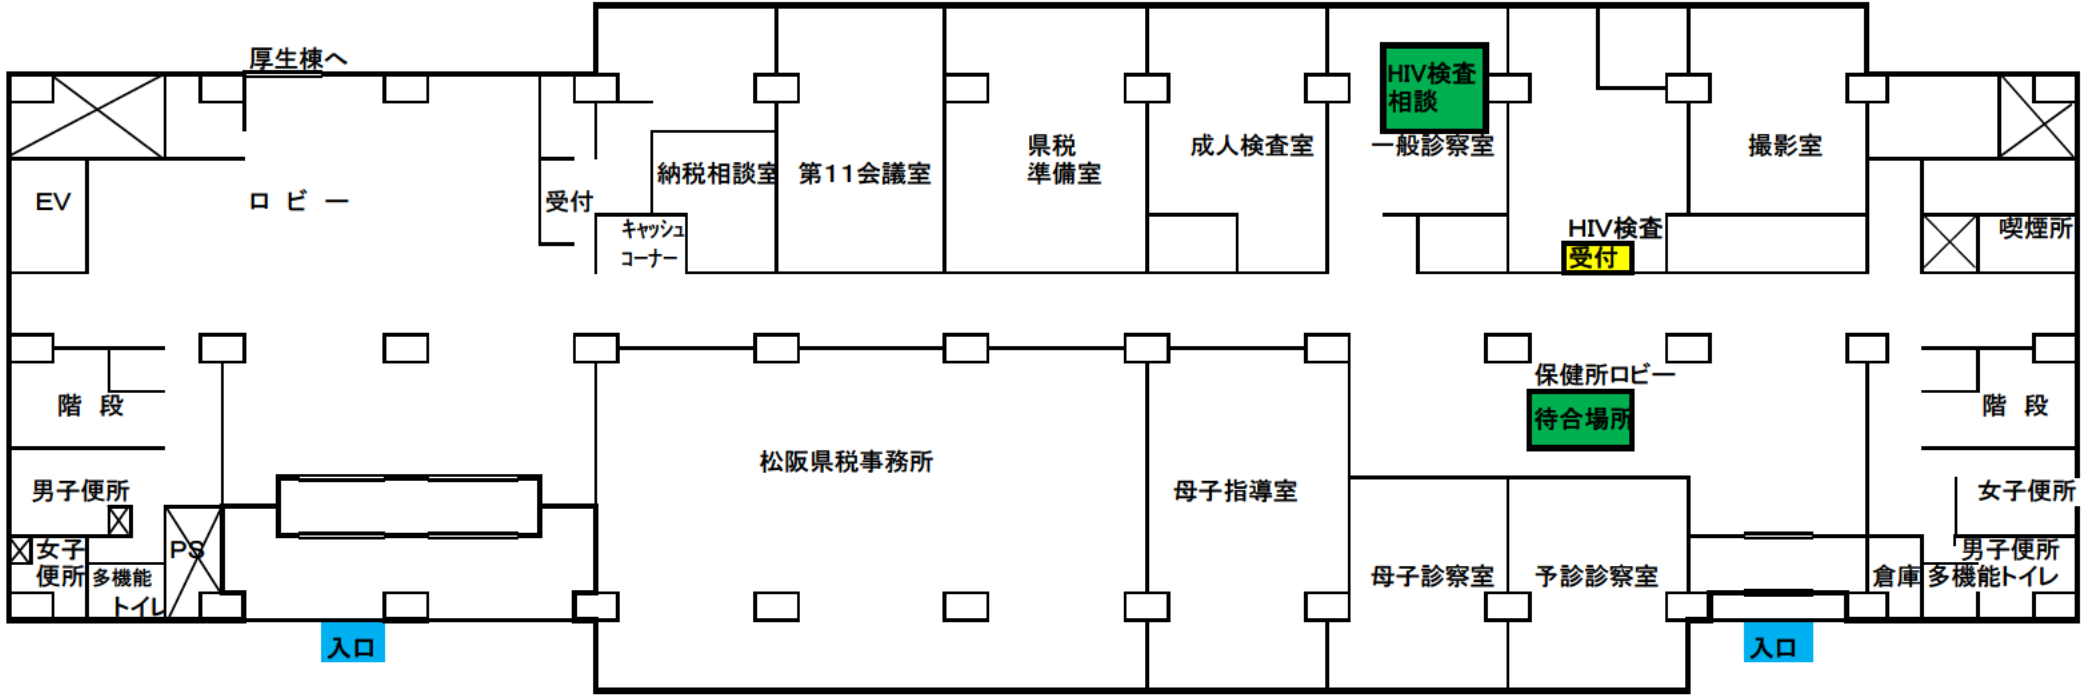 厚生棟へ
HIV検査
相談
県税
準備室
成人検査室
一般診察室
撮影室
納税相談室
第11会議室
EV
ロビー
受付
キャッシュ
コーナー
HIV検査
受付
喫煙所
保健所ロビー
待合場所
階段
階段
松阪県税事務所
男子便所
母子指導室
女子便所
女子
便所
PS
多機能
トイレ
母子診察室
予診診察室
倉庫
男子便所
多機能トイレ
入口
入口